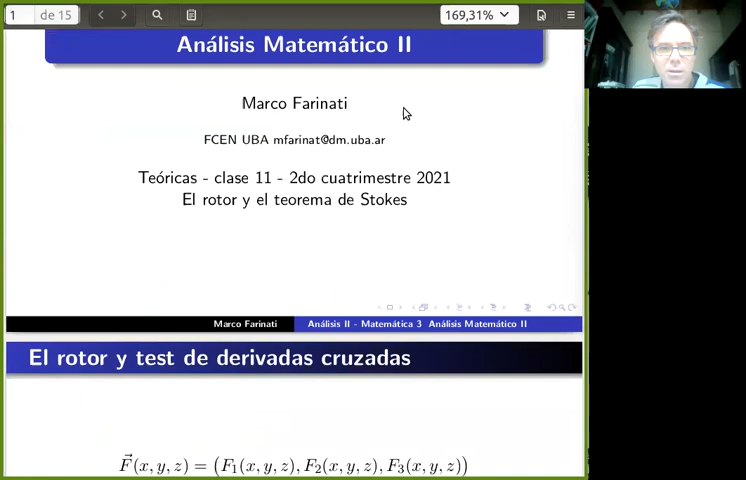 1 de 15 169,31%
Análisis Matemático II
Marco Farinati
FCEN UBA mfarinat@dm.uba.ar
Teóricas - clase 11 - 2do cuatrimestre 2021
El rotor y el teorema de Stokes
Marco Farinati Análisis II - Matemática 3 Análisis Matemático II
El rotor y test de derivadas cruzadas
$\vec{F}(x, y, z) = \big(F_1(x, y, z), F_2(x, y, z), F_3(x, y, z)\big)$